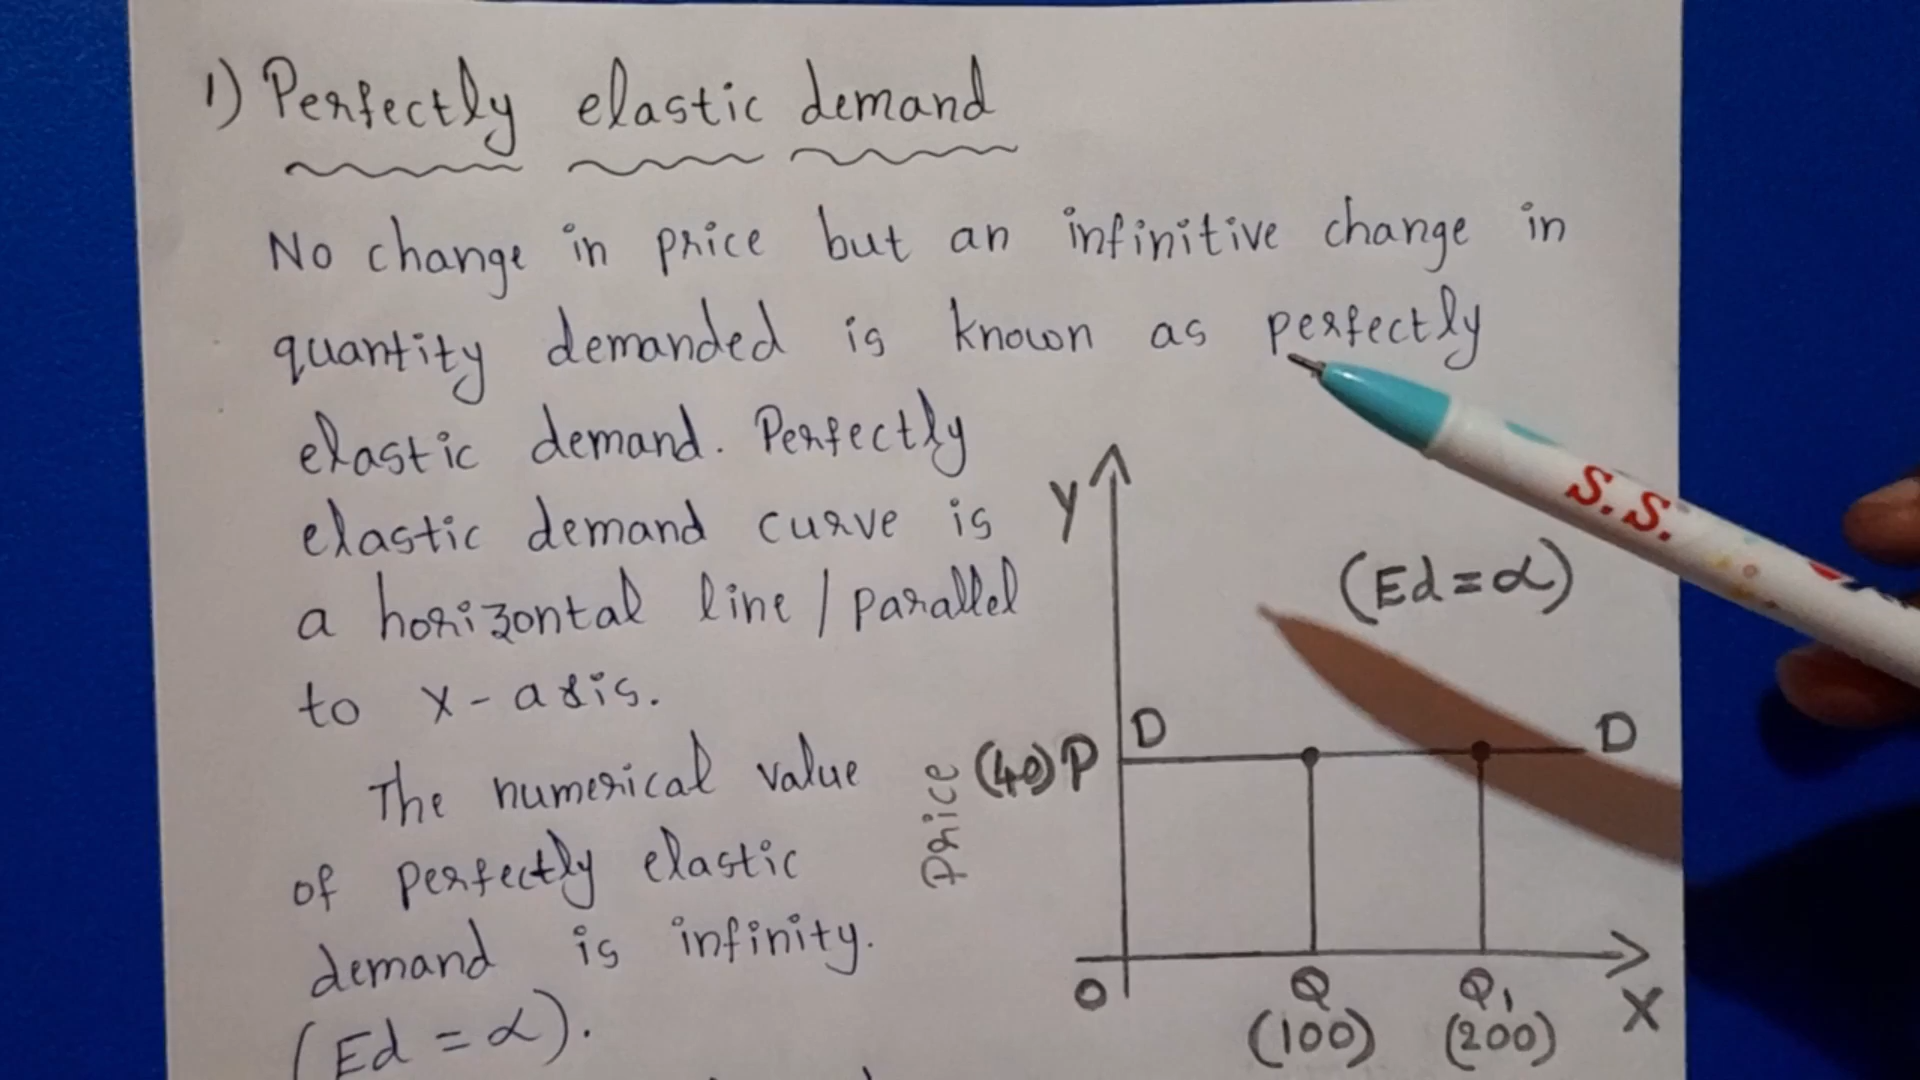 1) Perfectly elastic demand
No change in price but an infinitive change in
quantity demanded is known as perfectly
elastic demand. Perfectly
elastic demand curve is
a horizontal line / parallel
to x-axis.
The numerical value
of perfectly elastic
demand is infinity.
(Ed = α).
Y
(Ed = α)
D
D
Price
(40) P
O
Q
Q₁
X
(100)
(200)
S.S.